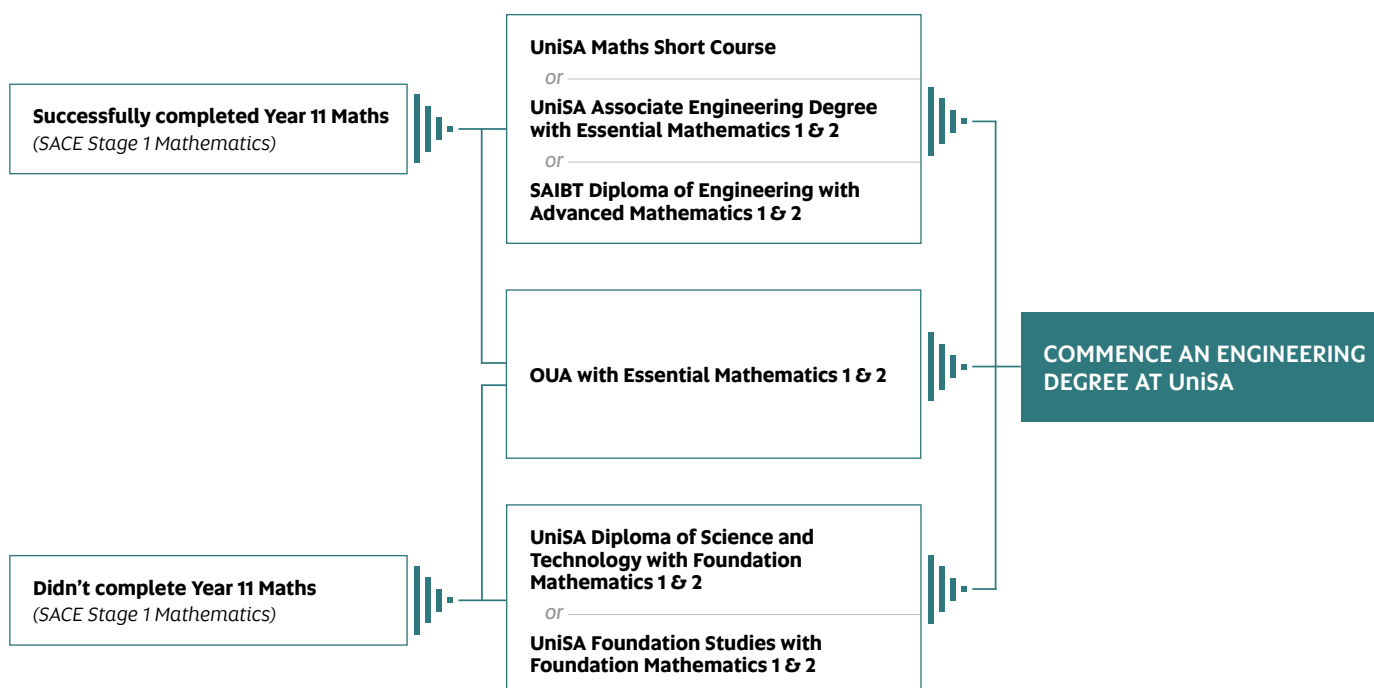 Successfully completed Year 11 Maths
(SACE Stage 1 Mathematics)
UniSA Maths Short Course
or
UniSA Associate Engineering Degree
with Essential Mathematics 1 & 2
or
SAIBT Diploma of Engineering with
Advanced Mathematics 1 & 2
OUA with Essential Mathematics 1 & 2
COMMENCE AN ENGINEERING
DEGREE AT UniSA
Didn’t complete Year 11 Maths
(SACE Stage 1 Mathematics)
UniSA Diploma of Science and
Technology with Foundation
Mathematics 1 & 2
or
UniSA Foundation Studies with
Foundation Mathematics 1 & 2